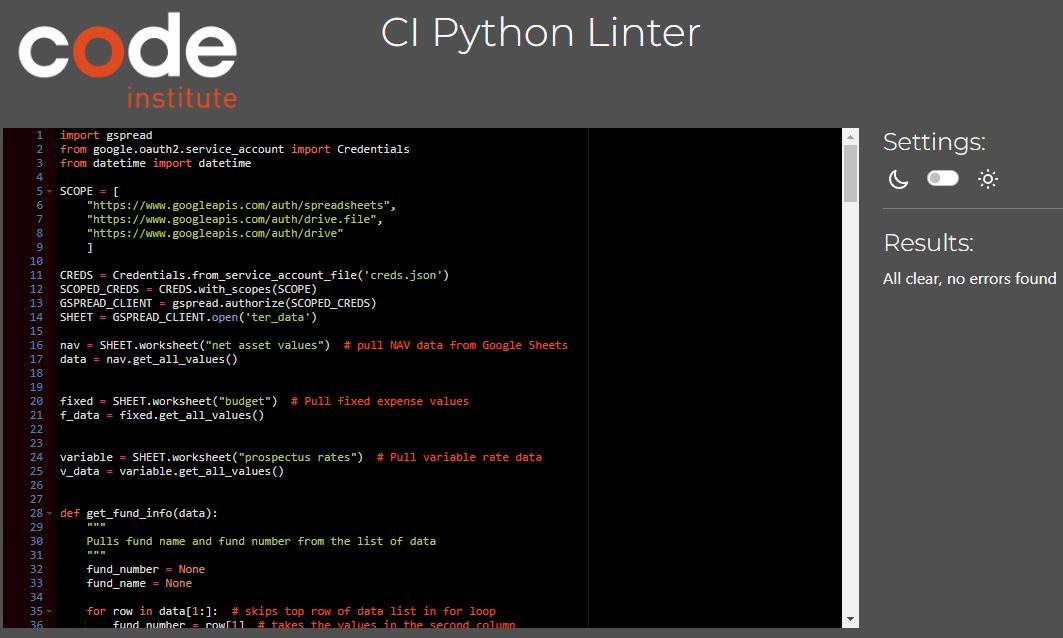 code
institute
CI Python Linter
1 import gspread
2 from google.oauth2.service_account import Credentials
3 from datetime import datetime
4
5 SCOPE = [
6     "https://www.googleapis.com/auth/spreadsheets",
7     "https://www.googleapis.com/auth/drive.file",
8     "https://www.googleapis.com/auth/drive"
9     ]
10
11 CREDS = Credentials.from_service_account_file('creds.json')
12 SCOPED_CREDS = CREDS.with_scopes(SCOPE)
13 GSPREAD_CLIENT = gspread.authorize(SCOPED_CREDS)
14 SHEET = GSPREAD_CLIENT.open('ter_data')
15
16 nav = SHEET.worksheet("net asset values")  # pull NAV data from Google Sheets
17 data = nav.get_all_values()
18
19
20 fixed = SHEET.worksheet("budget")  # Pull fixed expense values
21 f_data = fixed.get_all_values()
22
23
24 variable = SHEET.worksheet("prospectus rates")  # Pull variable rate data
25 v_data = variable.get_all_values()
26
27
28 def get_fund_info(data):
29     """
30     Pulls fund name and fund number from the list of data
31     """
32     fund_number = None
33     fund_name = None
34
35     for row in data[1:]:  # skips top row of data list in for loop
36         fund_number = row[1]  # takes the values in the second column
Settings:
Results:
All clear, no errors found